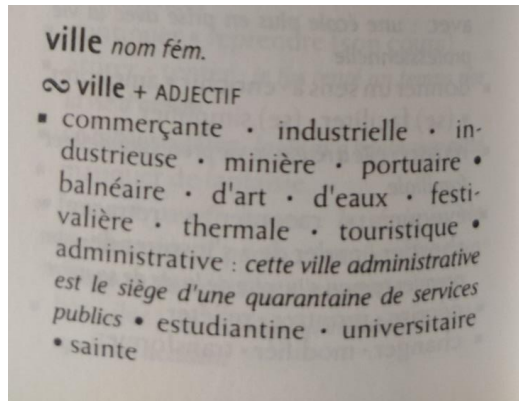 ville nom fém.
∾ ville + ADJECTIF
▪ commerçante · industrielle · in-
dustrieuse · minière · portuaire •
balnéaire · d'art · d'eaux · festi-
valière · thermale · touristique •
administrative : cette ville administrative
est le siège d'une quarantaine de services
publics • estudiantine · universitaire
• sainte